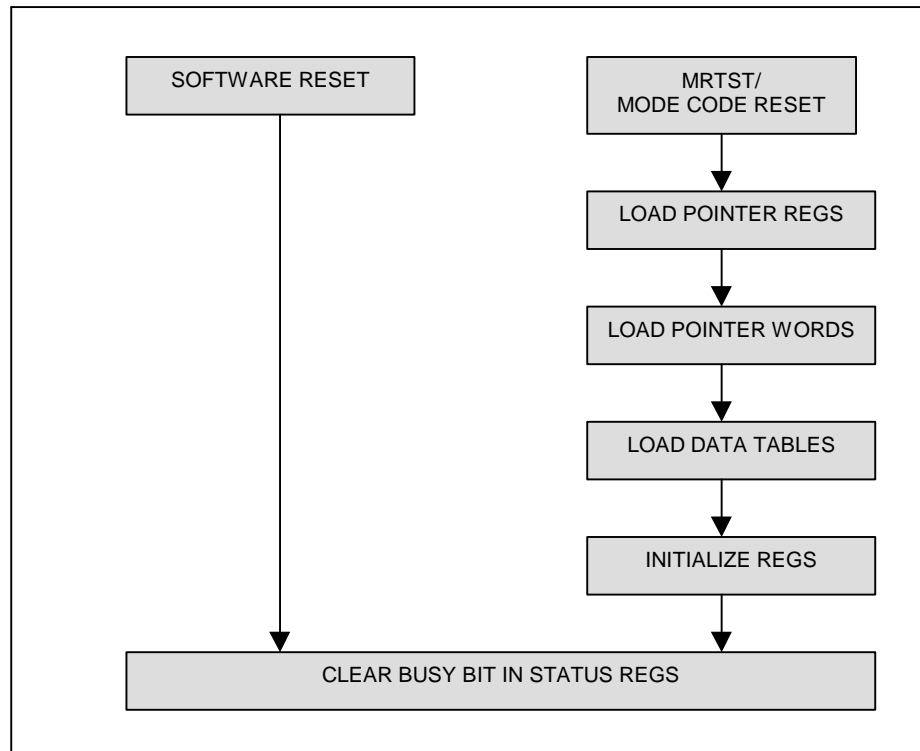 SOFTWARE RESET
MRTST/
MODE CODE RESET
LOAD POINTER REGS
LOAD POINTER WORDS
LOAD DATA TABLES
INITIALIZE REGS
CLEAR BUSY BIT IN STATUS REGS